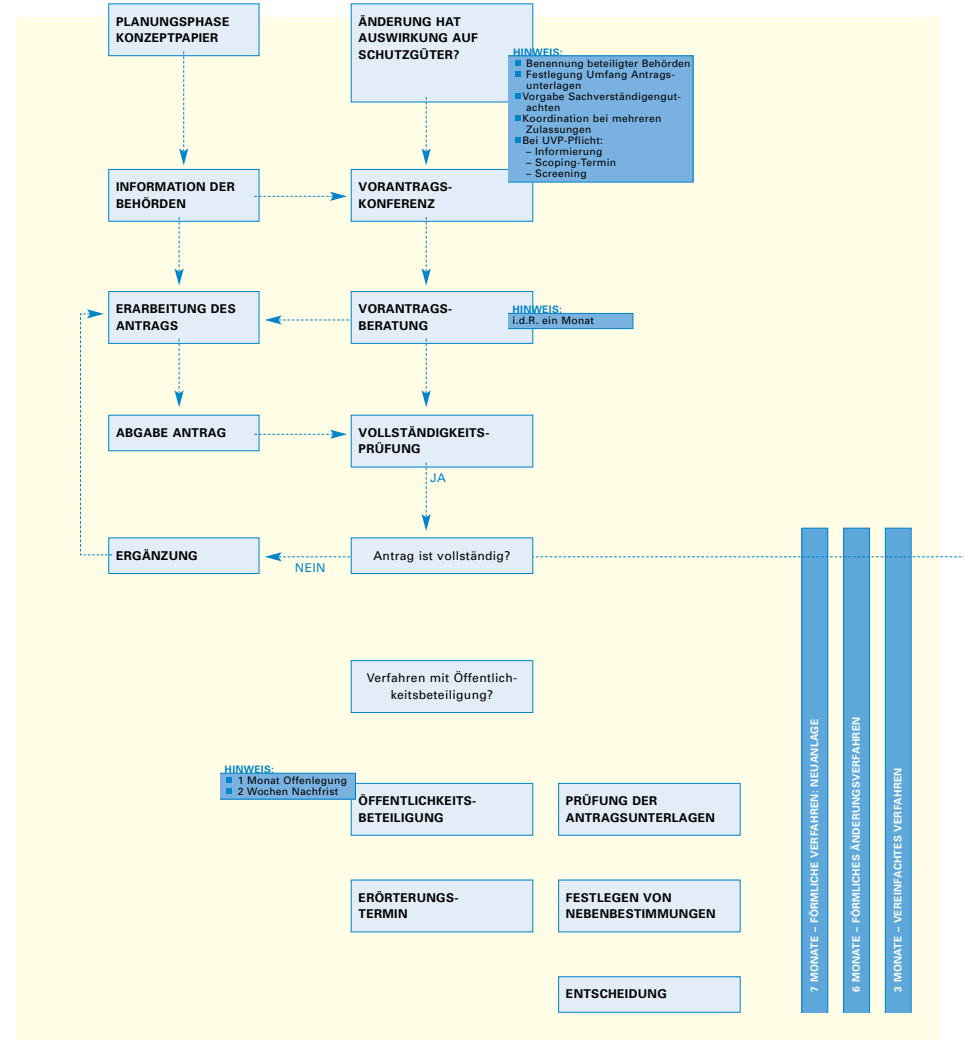 PLANUNGSPHASE
KONZEPTPAPIER
ÄNDERUNG HAT
AUSWIRKUNG AUF
SCHUTZGÜTER?
HINWEIS:
Benennung beteiligter Behörden
Festlegung Umfang Antrags-
unterlagen
Vorgabe Sachverständigengut-
achten
Koordination bei mehreren
Zulassungen
Bei UVP-Pflicht:
– Informierung
– Scoping-Termin
– Screening
INFORMATION DER
BEHÖRDEN
VORANTRAGS-
KONFERENZ
ERARBEITUNG DES
ANTRAGS
VORANTRAGS-
BERATUNG
HINWEIS:
i.d.R. ein Monat
ABGABE ANTRAG
VOLLSTÄNDIGKEITS-
PRÜFUNG
JA
ERGÄNZUNG
NEIN
Antrag ist vollständig?
Verfahren mit Öffentlich-
keitsbeteiligung?
HINWEIS:
1 Monat Offenlegung
2 Wochen Nachfrist
ÖFFENTLICHKEITS-
BETEILIGUNG
PRÜFUNG DER
ANTRAGSUNTERLAGEN
ERÖRTERUNGS-
TERMIN
FESTLEGEN VON
NEBENBESTIMMUNGEN
ENTSCHEIDUNG
7 MONATE – FÖRMLICHE VERFAHREN: NEUANLAGE
6 MONATE – FÖRMLICHES ÄNDERUNGSVERFAHREN
3 MONATE – VEREINFACHTES VERFAHREN